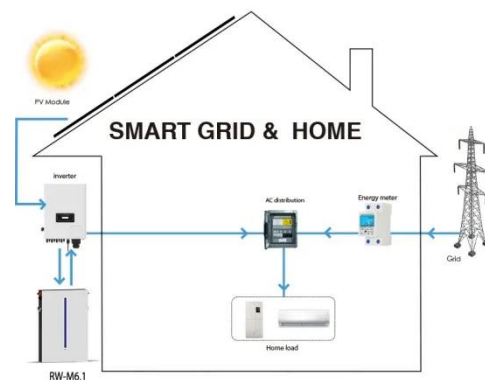 PV Module
SMART GRID & HOME
Inverter
AC distribution
Energy meter
Grid
Home load
RW-M6.1